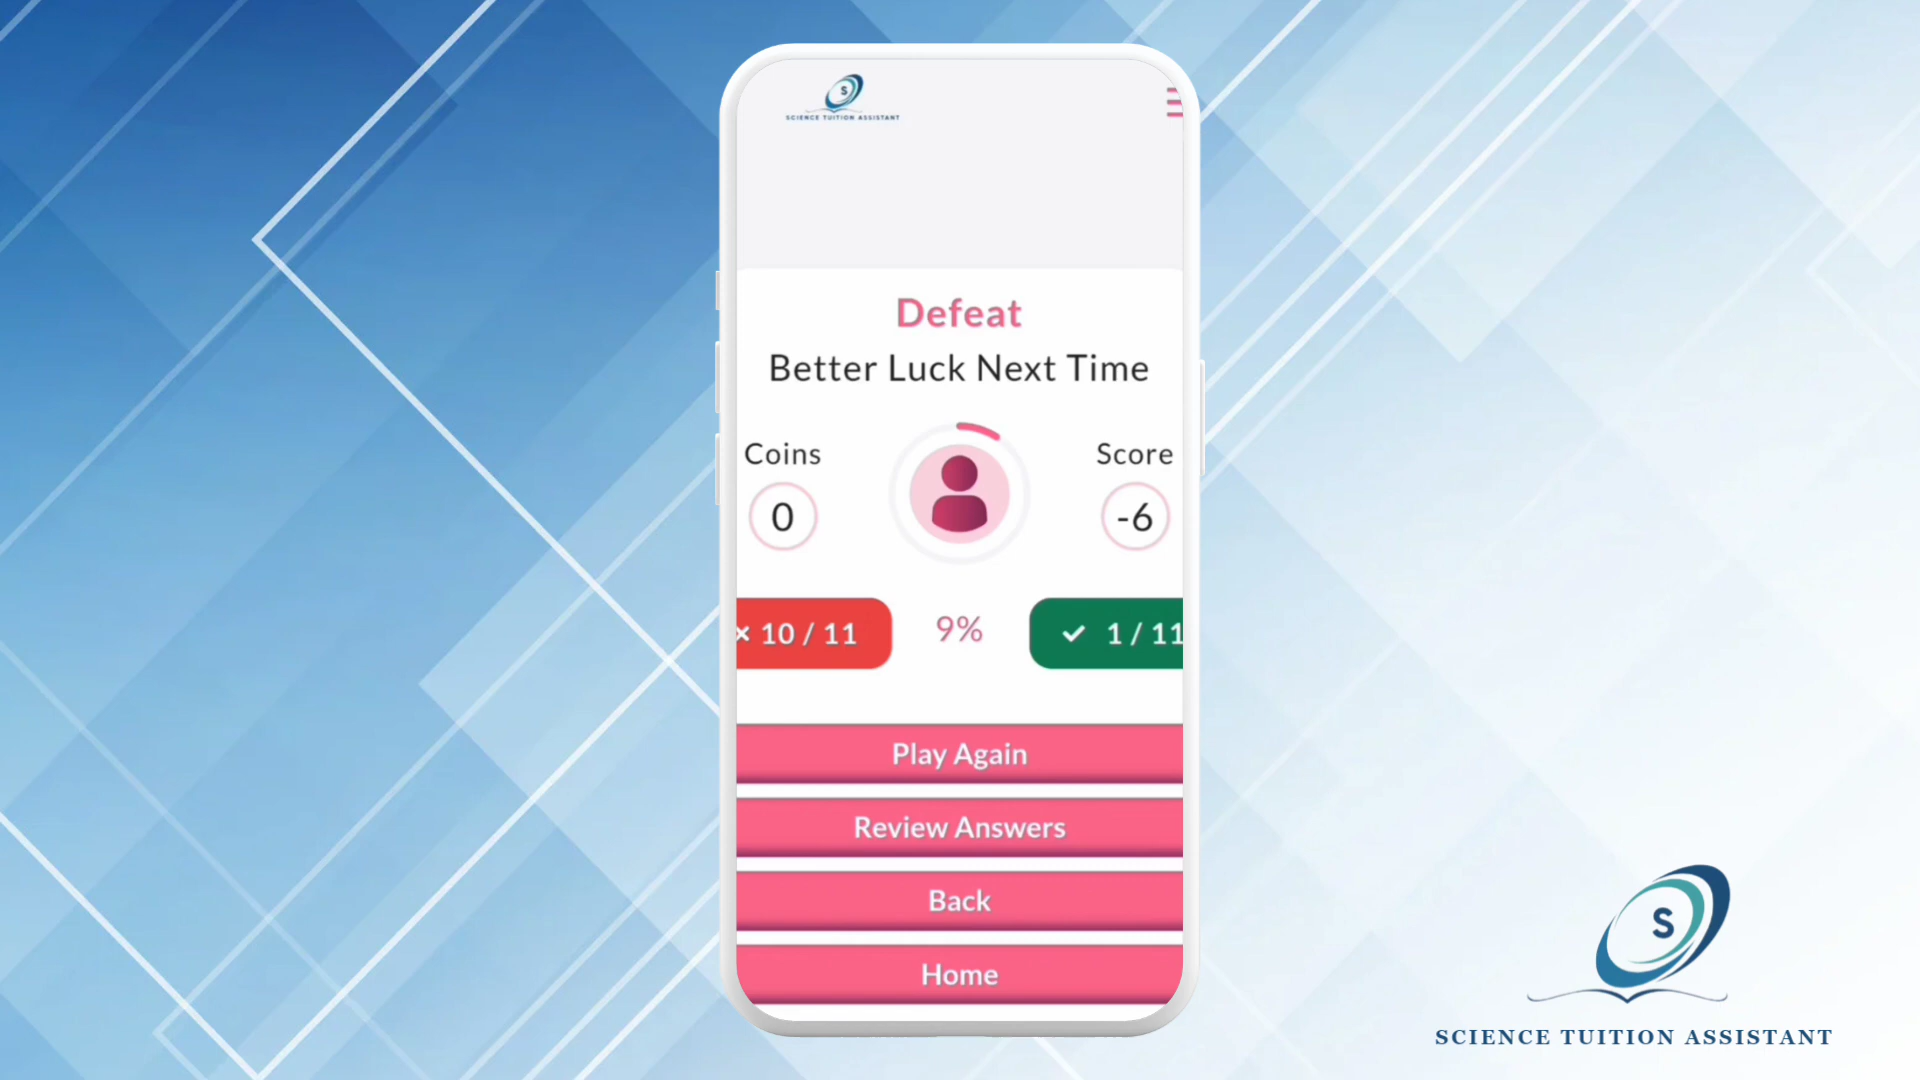 S
SCIENCE TUITION ASSISTANT
Defeat
Better Luck Next Time
Coins
Score
0
-6
× 10 / 11
9%
✓ 1 / 11
Play Again
Review Answers
Back
Home
S
SCIENCE TUITION ASSISTANT